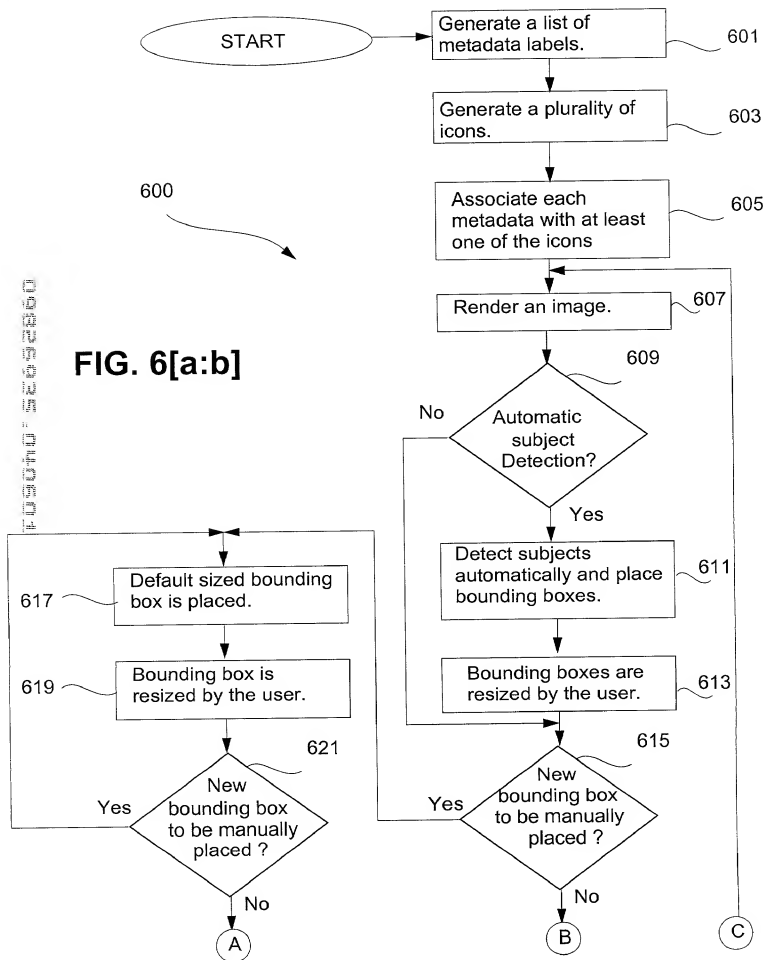 START
Generate a list of
metadata labels.
601
Generate a plurality of
icons.
603
600
Associate each
metadata with at least
one of the icons
605
Render an image.
607
FIG. 6[a:b]
609
No
Automatic
subject
Detection?
Yes
Detect subjects
automatically and place
bounding boxes.
611
617
Default sized bounding
box is placed.
619
Bounding box is
resized by the user.
Bounding boxes are
resized by the user.
613
621
Yes
New
bounding box
to be manually
placed ?
No
615
Yes
New
bounding box
to be manually
placed ?
No
A
B
C